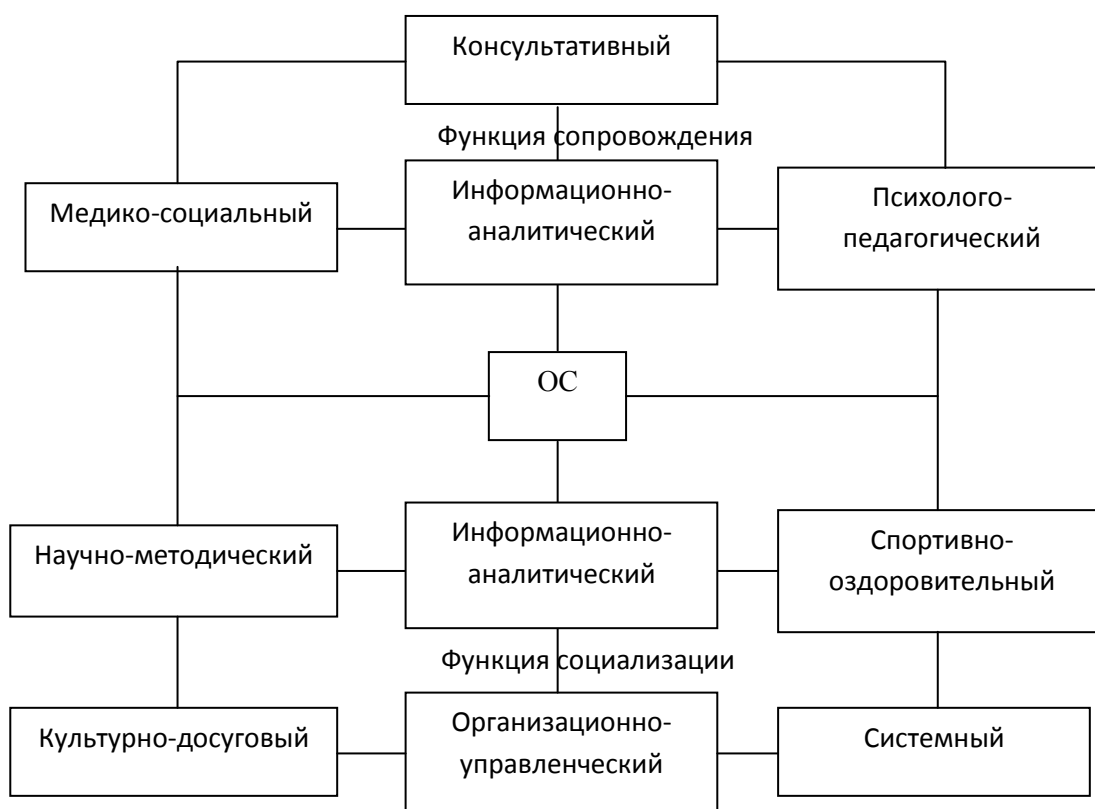 Консультативный
Функция сопровождения
Медико-социальный
Информационно-
аналитический
Психолого-
педагогический
ОС
Научно-методический
Информационно-
аналитический
Спортивно-
оздоровительный
Функция социализации
Культурно-досуговый
Организационно-
управленческий
Системный